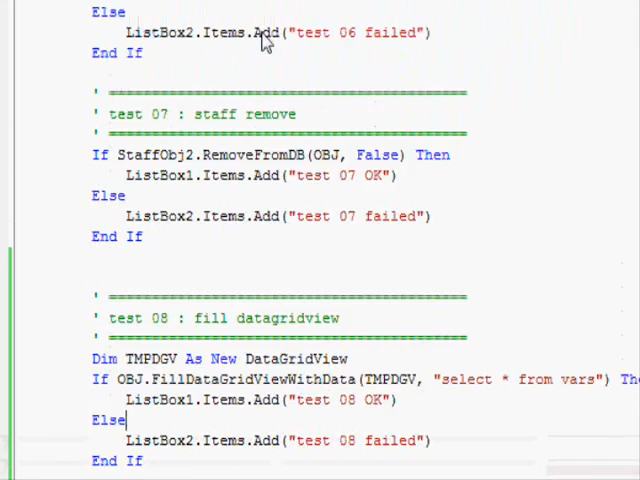 Else
ListBox2.Items.Add("test 06 failed")
End If
' ==========================================
' test 07 : staff remove
' ==========================================
If StaffObj2.RemoveFromDB(OBJ, False) Then
ListBox1.Items.Add("test 07 OK")
Else
ListBox2.Items.Add("test 07 failed")
End If
' ==========================================
' test 08 : fill datagridview
' ==========================================
Dim TMPDGV As New DataGridView
If OBJ.FillDataGridViewWithData(TMPDGV, "select * from vars") The
ListBox1.Items.Add("test 08 OK")
Else
ListBox2.Items.Add("test 08 failed")
End If